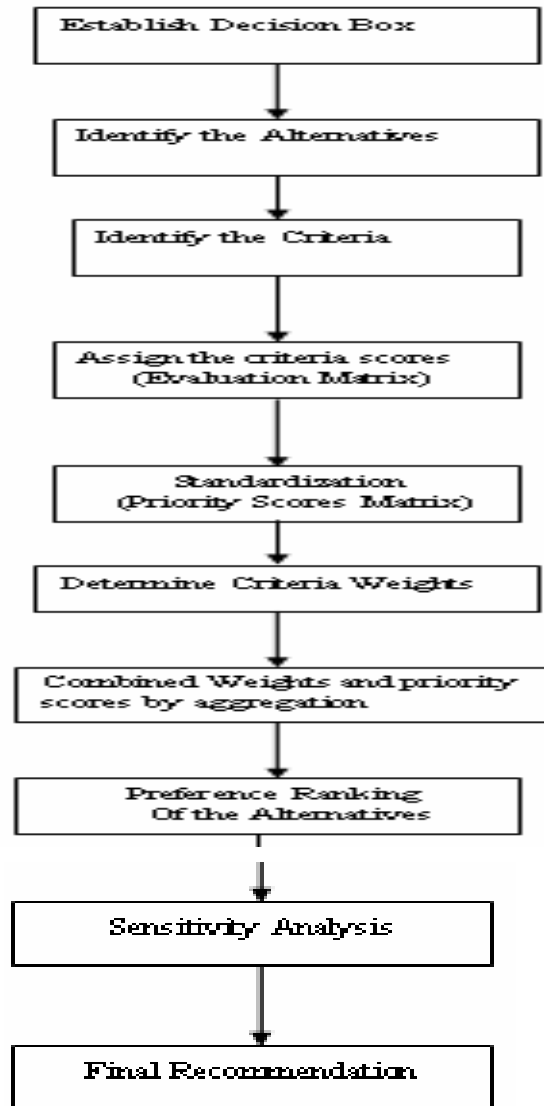 Establish Decision Box
Identify the Alternatives
Identify the Criteria
Assign the criteria scores
(Evaluation Matrix)
Standardization
(Priority Scores Matrix)
Determine Criteria Weights
Combined Weights and priority
scores by aggregation
Preference Ranking
Of the Alternatives
Sensitivity Analysis
Final Recommendation